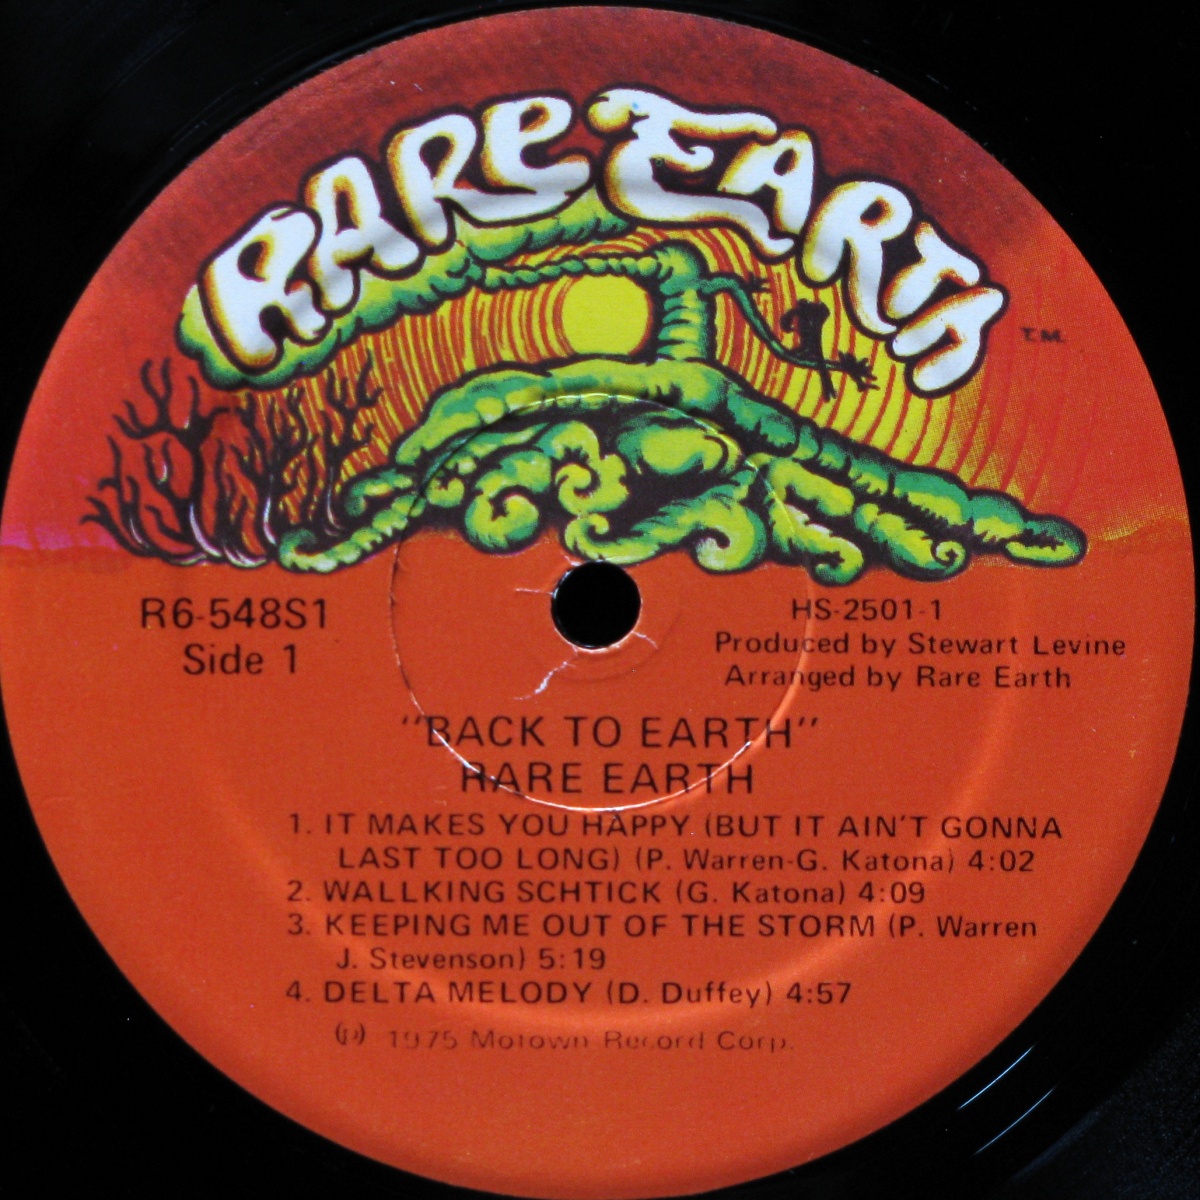 RARE EARTH
T.M.
R6-548S1
Side 1
HS-2501-1
Produced by Stewart Levine
Arranged by Rare Earth
"BACK TO EARTH"
RARE EARTH
1. IT MAKES YOU HAPPY (BUT IT AIN'T GONNA
LAST TOO LONG) (P. Warren-G. Katona) 4:02
2. WALLKING SCHTICK (G. Katona) 4:09
3. KEEPING ME OUT OF THE STORM (P. Warren
J. Stevenson) 5:19
4. DELTA MELODY (D. Duffey) 4:57
(p) 1975 Motown Record Corp.